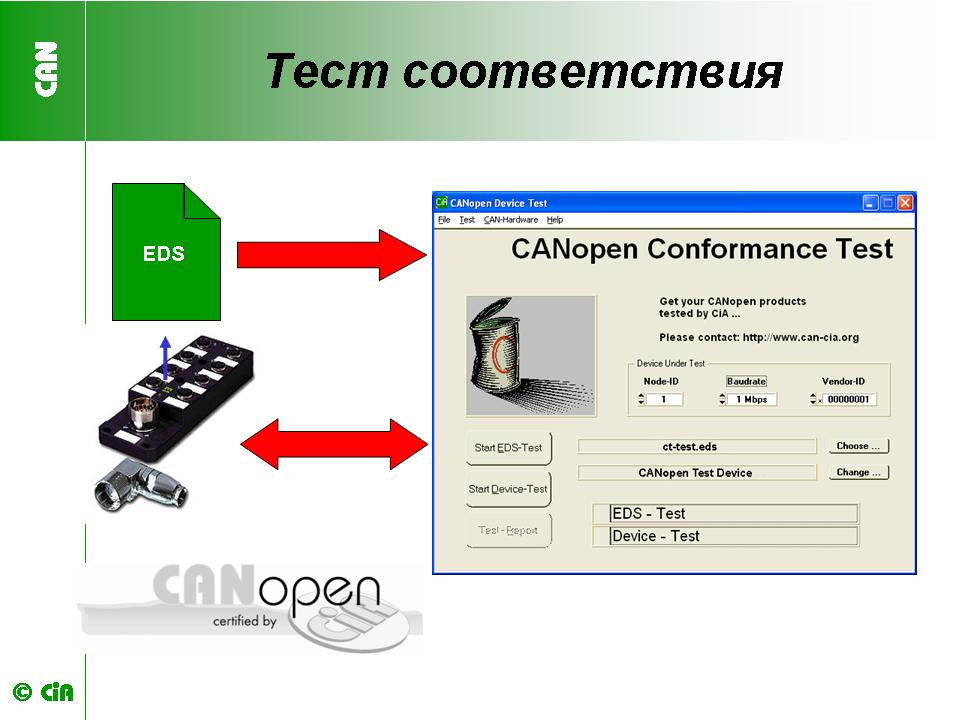 CAN
Тест соответствия
EDS
CiA CANopen Device Test
File Test CAN-Hardware Help
CANopen Conformance Test
Get your CANopen products
tested by CiA ...
Please contact: http://www.can-cia.org
Device Under Test
Node-ID Baudrate Vendor-ID
1 1 Mbps x 00000001
Start EDS-Test ct-test.eds Choose ...
CANopen Test Device Change ...
Start Device-Test
EDS - Test
Test - Report
Device - Test
CANopen
certified by CiA
© CiA